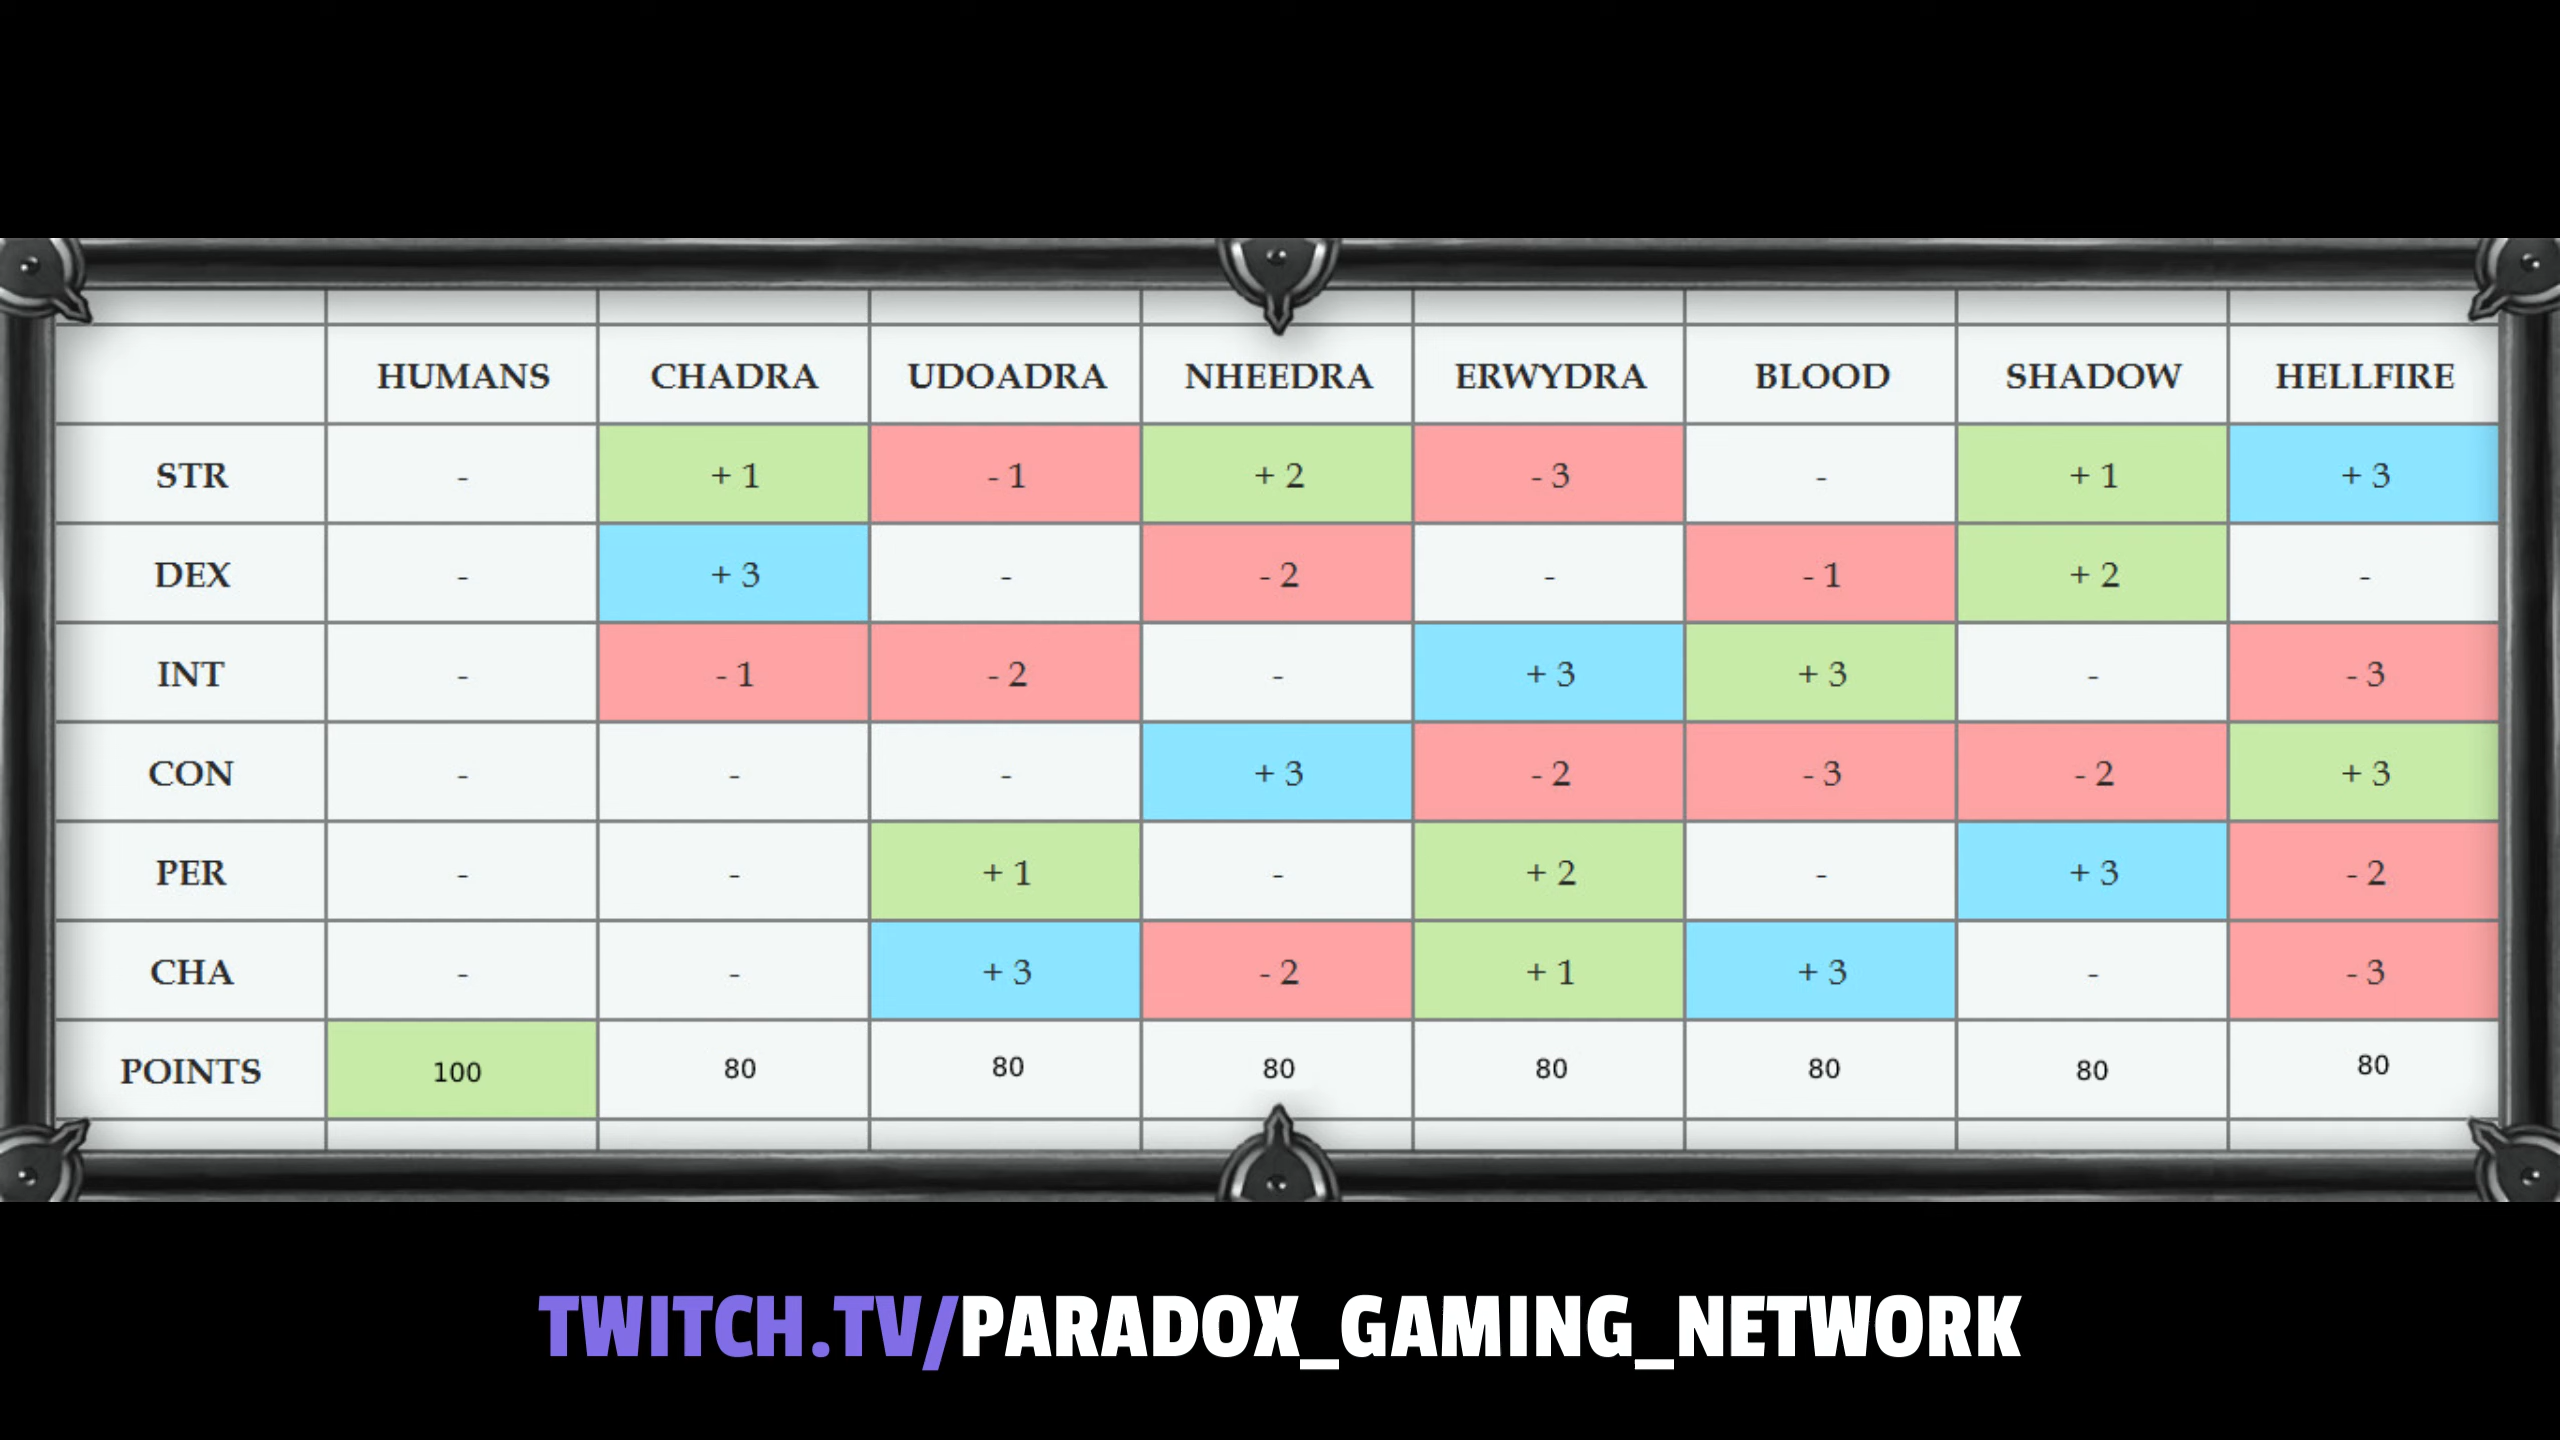 HUMANS CHADRA UDOADRA NHEEDRA ERWYDRA BLOOD SHADOW HELLFIRE
STR - + 1 - 1 + 2 - 3 - + 1 + 3
DEX - + 3 - - 2 - - 1 + 2 -
INT - - 1 - 2 - + 3 + 3 - - 3
CON - - - + 3 - 2 - 3 - 2 + 3
PER - - + 1 - + 2 - + 3 - 2
CHA - - + 3 - 2 + 1 + 3 - - 3
POINTS 100 80 80 80 80 80 80 80
TWITCH.TV/PARADOX_GAMING_NETWORK